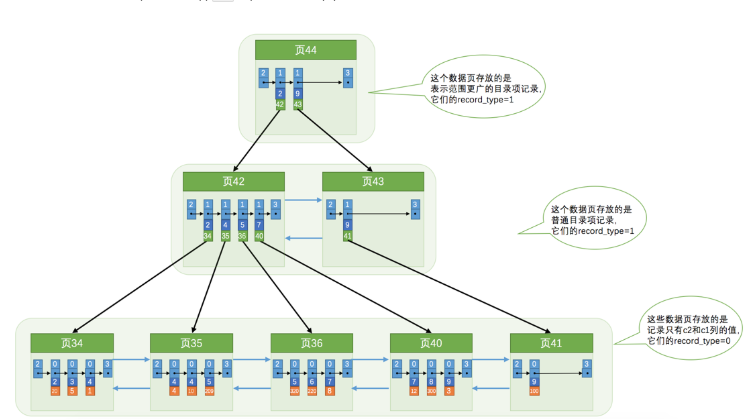 页44
2 1 1 3
2 9
42 43
这个数据页存放的是
表示范围更广的目录项记录,
它们的record_type=1
页42
2 1 1 1 1 3
2 4 5 7
34 35 36 40
页43
2 1 3
9
41
这个数据页存放的是
普通目录项记录,
它们的record_type=1
这些数据页存放的是
记录只有c2和c1列的值,
它们的record_type=0
页34
2 0 0 0 3
2 3 4
5 1
页35
2 0 0 0 3
4 4 5
4 10
页36
2 0 0 0 3
5 6 7
8
页40
2 0 0 0 3
7 8 9
12 3
页41
2 0 3
9